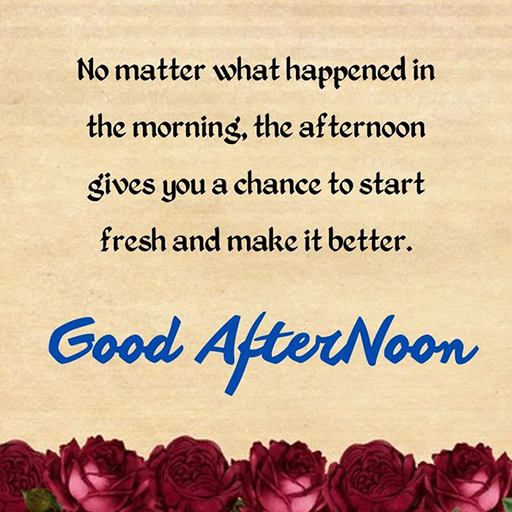 No matter what happened in
the morning, the afternoon
gives you a chance to start
fresh and make it better.
Good AfterNoon